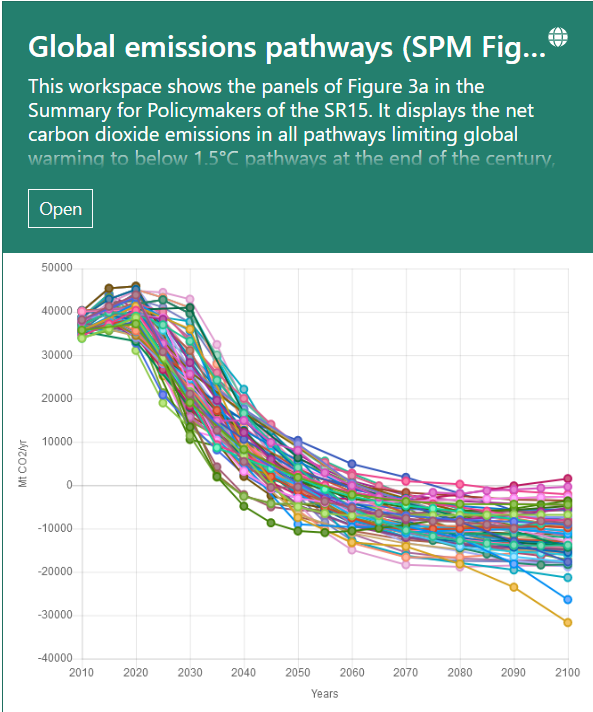 Global emissions pathways (SPM Fig...
This workspace shows the panels of Figure 3a in the
Summary for Policymakers of the SR15. It displays the net
carbon dioxide emissions in all pathways limiting global
warming to below 1.5°C pathways at the end of the century,
Open
50000
40000
30000
20000
10000
0
-10000
-20000
-30000
-40000
Mt CO2/yr
2010 2020 2030 2040 2050 2060 2070 2080 2090 2100
Years